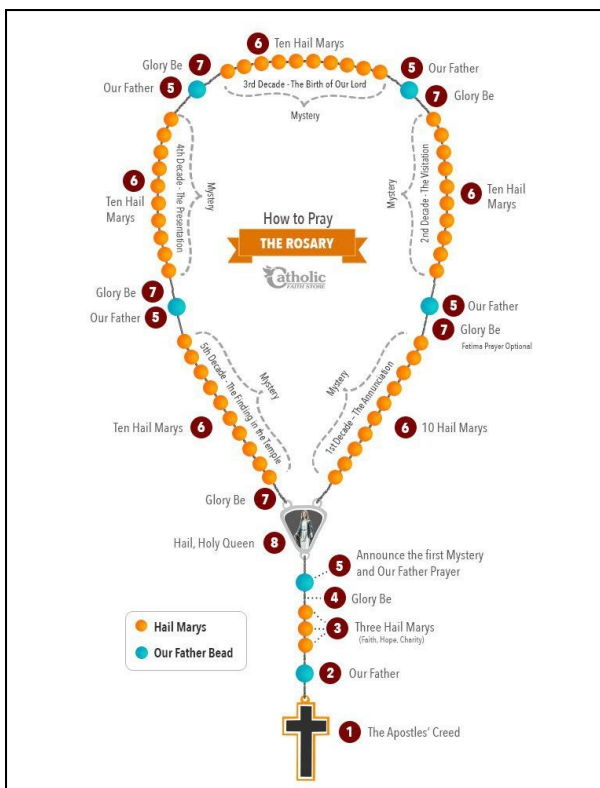 6 Ten Hail Marys
Glory Be 7
Our Father 5
5 Our Father
7 Glory Be
3rd Decade - The Birth of Our Lord
Mystery
4th Decade - The Presentation
Mystery
6
Ten Hail
Marys
Mystery
2nd Decade - The Visitation
6 Ten Hail
Marys
How to Pray
THE ROSARY
Catholic
FAITH STORE
Glory Be 7
Our Father 5
5 Our Father
7 Glory Be
Fatima Prayer Optional
5th Decade - The Finding in the Temple
Mystery
Mystery
1st Decade - The Annunciation
Ten Hail Marys 6
6 10 Hail Marys
Glory Be 7
Hail, Holy Queen 8
5 Announce the first Mystery
and Our Father Prayer
4 Glory Be
3 Three Hail Marys
(Faith, Hope, Charity)
Hail Marys
Our Father Bead
2 Our Father
1 The Apostles' Creed